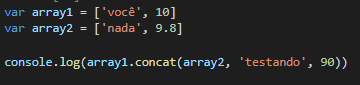 var array1 = ['você', 10]
var array2 = ['nada', 9.8]
console.log(array1.concat(array2, 'testando', 90))